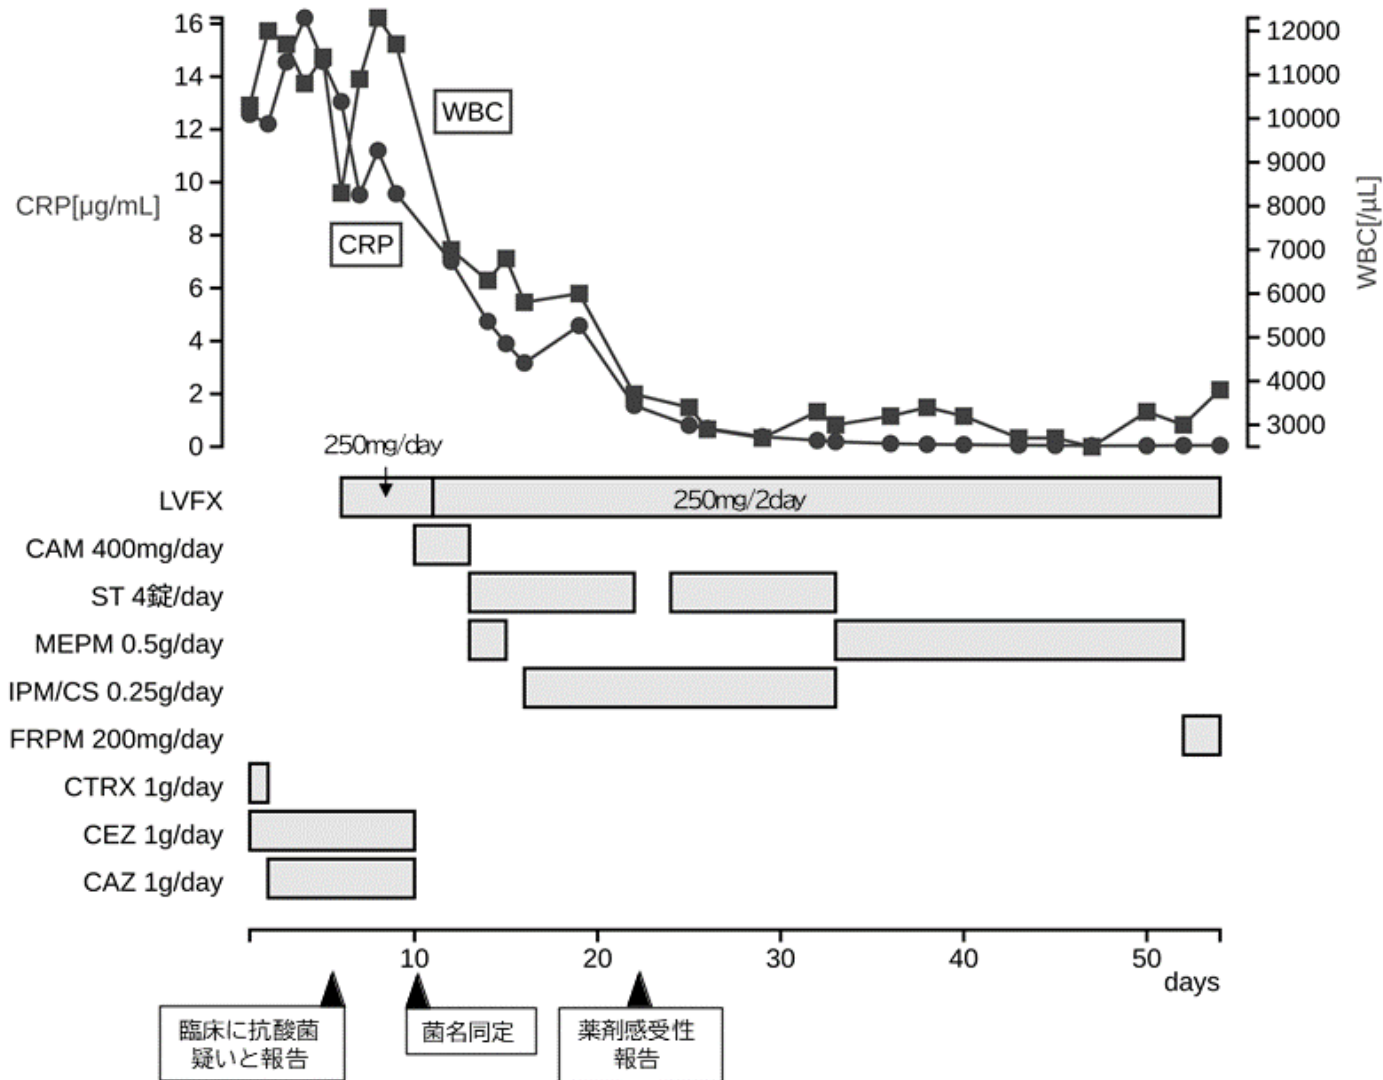 16
14
12
10
8
6
4
2
0
CRP[µg/mL]
WBC
CRP
12000
11000
10000
9000
8000
7000
6000
5000
4000
3000
WBC[/µL]
250mg/day
LVFX
250mg/2day
CAM 400mg/day
ST 4錠/day
MEPM 0.5g/day
IPM/CS 0.25g/day
FRPM 200mg/day
CTRX 1g/day
CEZ 1g/day
CAZ 1g/day
10 20 30 40 50
days
臨床に抗酸菌
疑いと報告
菌名同定
薬剤感受性
報告